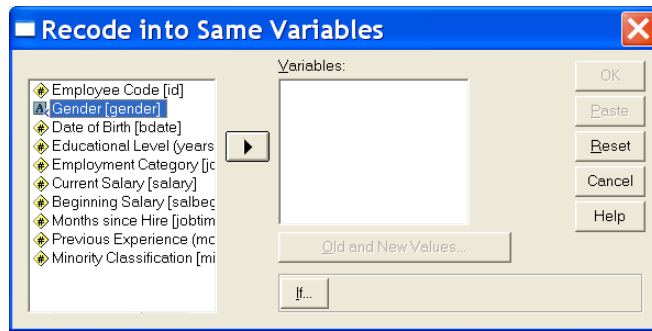 Recode into Same Variables
Employee Code [id]
Gender [gender]
Date of Birth [bdate]
Educational Level (years
Employment Category [jc
Current Salary [salary]
Beginning Salary [salbeg
Months since Hire [jobtim
Previous Experience (mc
Minority Classification [mi
Variables:
Old and New Values...
If...
OK
Paste
Reset
Cancel
Help